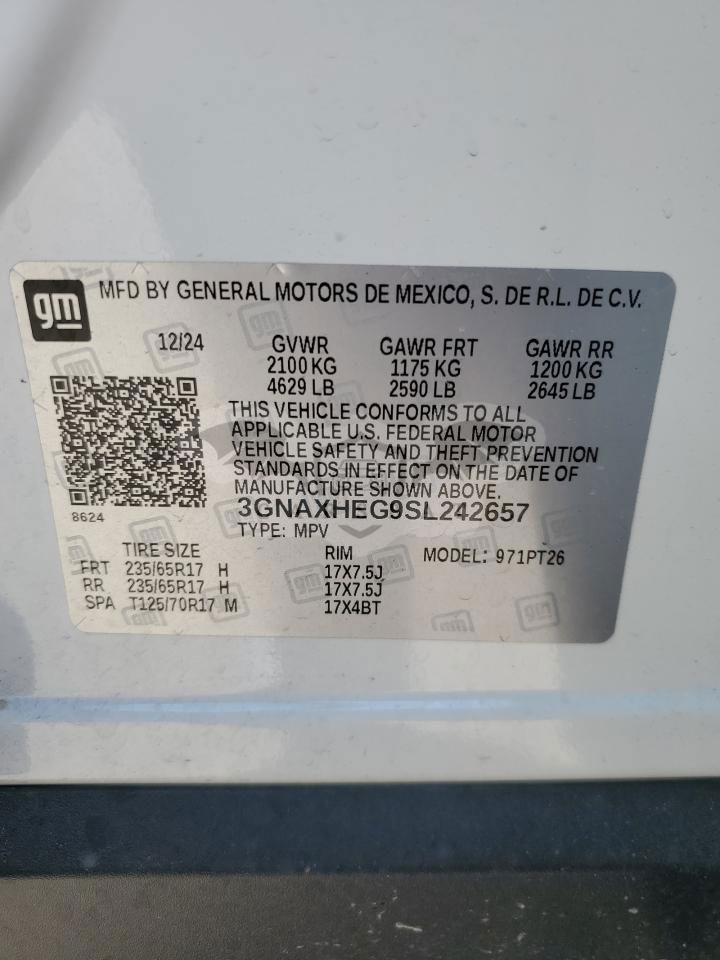 gm
MFD BY GENERAL MOTORS DE MEXICO, S. DE R.L. DE C.V.
12/24 GVWR GAWR FRT GAWR RR
2100 KG 1175 KG 1200 KG
4629 LB 2590 LB 2645 LB
THIS VEHICLE CONFORMS TO ALL
APPLICABLE U.S. FEDERAL MOTOR
VEHICLE SAFETY AND THEFT PREVENTION
STANDARDS IN EFFECT ON THE DATE OF
MANUFACTURE SHOWN ABOVE.
8624
3GNAXHEG9SL242657
TYPE: MPV
TIRE SIZE RIM MODEL: 971PT26
FRT 235/65R17 H 17X7.5J
RR 235/65R17 H 17X7.5J
SPA T125/70R17 M 17X4BT